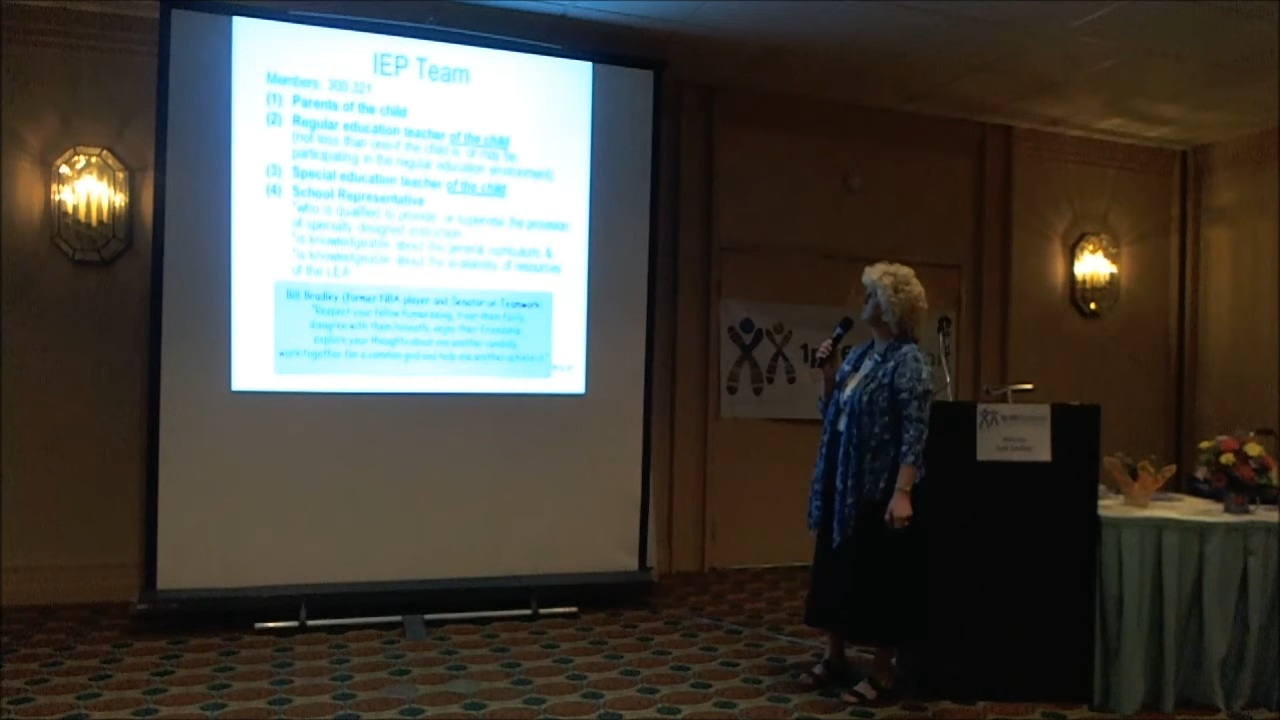 IEP Team
Members: 300.321
(1) Parents of the child
(2) Regular education teacher of the child
(not less than one if the child is, or may be,
participating in the regular education environment)
(3) Special education teacher of the child
(4) School Representative
"who is qualified to provide, or supervise the provision
of specially designed instruction
"is knowledgeable about the general curriculum; &
"is knowledgeable about the availability of resources
of the LEA
Bill Bradley (former NBA player and Senator on Teamwork:
"Respect your fellow human being, treat them fairly,
disagree with them honestly, enjoy their friendship,
explore your thoughts about one another candidly,
work together for a common goal and help one another achieve it."